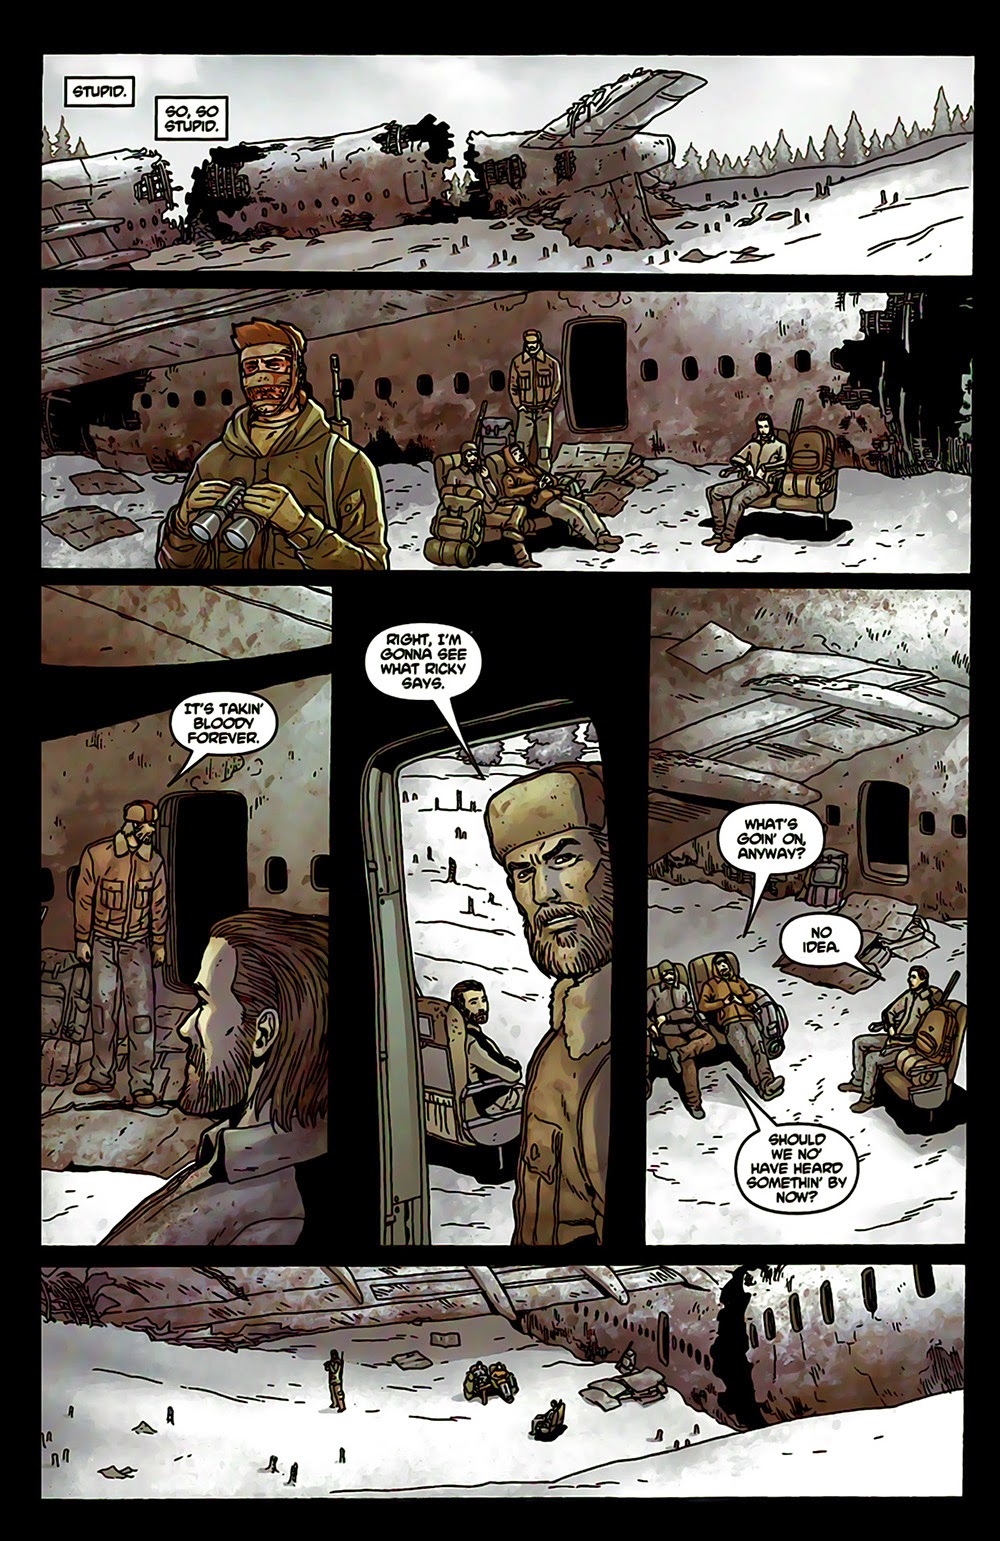 STUPID.
SO, SO
STUPID.
IT'S TAKIN'
BLOODY
FOREVER.
RIGHT, I'M
GONNA SEE
WHAT RICKY
SAYS.
WHAT'S
GOIN' ON,
ANYWAY?
NO
IDEA.
SHOULD
WE NO'
HAVE HEARD
SOMETHIN' BY
NOW?